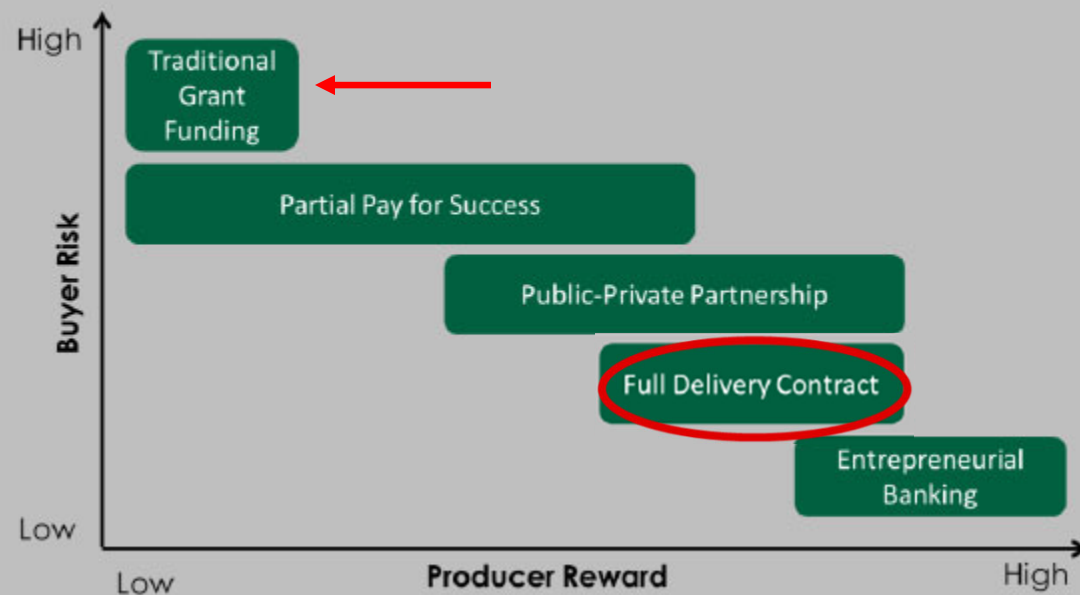 High
Traditional
Grant
Funding
Partial Pay for Success
Buyer Risk
Public-Private Partnership
Full Delivery Contract
Entrepreneurial
Banking
Low
Low
Producer Reward
High